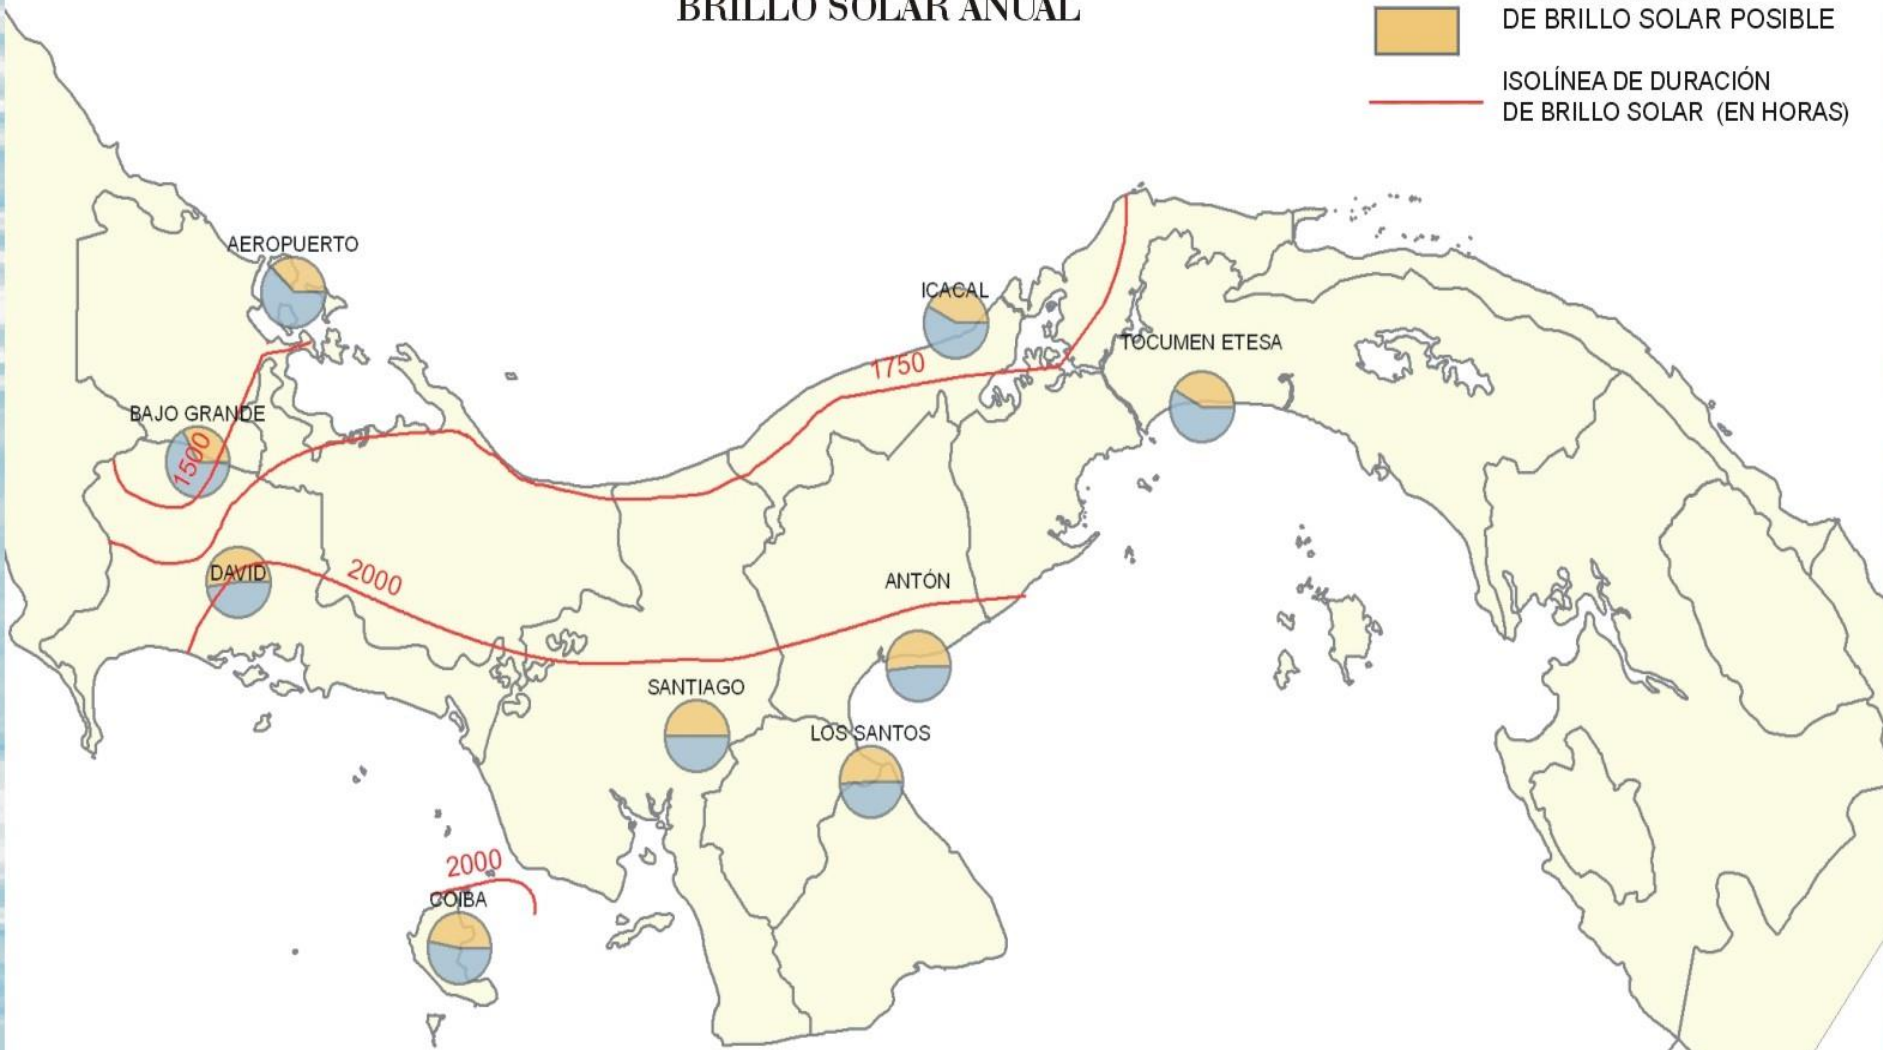 BRILLO SOLAR ANUAL
DE BRILLO SOLAR POSIBLE
ISOLÍNEA DE DURACIÓN
DE BRILLO SOLAR (EN HORAS)
AEROPUERTO
ICACAL
TOCUMEN ETESA
1750
BAJO GRANDE
1500
DAVID
2000
ANTÓN
SANTIAGO
LOS SANTOS
2000
COIBA